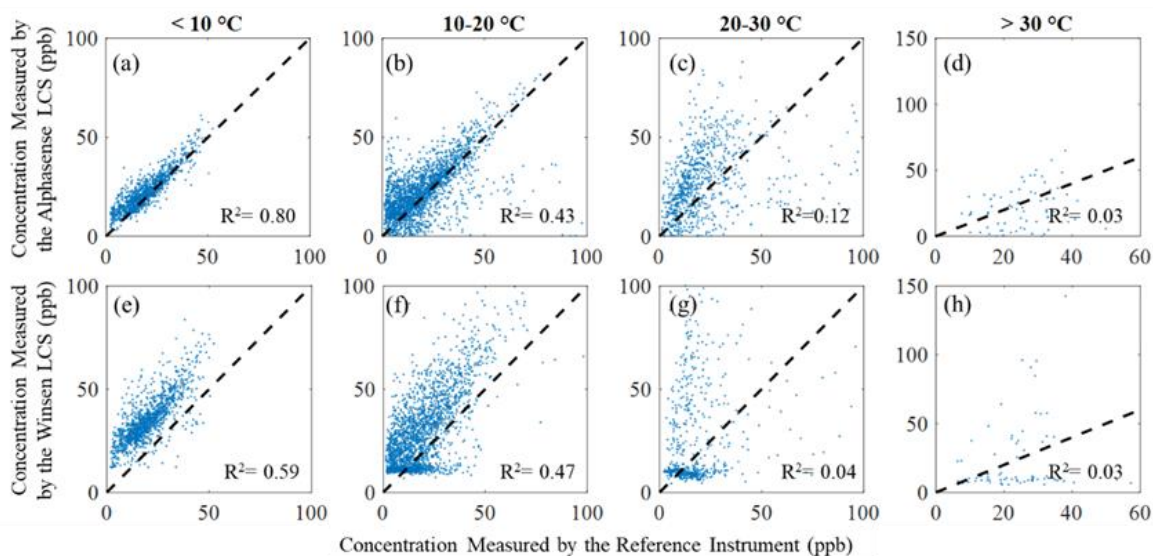 < 10 °C 10-20 °C 20-30 °C > 30 °C
Concentration Measured by
the Alphasense LCS (ppb)
100 100 100 150
(a) (b) (c) (d)
100
50 50 50
50
R²= 0.80 R²= 0.43 R²=0.12 R²= 0.03
0 0 0 0
0 50 100 0 50 100 0 50 100 0 20 40 60
Concentration Measured
by the Winsen LCS (ppb)
100 100 100 150
(e) (f) (g) (h)
100
50 50 50
50
R²= 0.59 R²= 0.47 R²= 0.04 R²= 0.03
0 0 0 0
0 50 100 0 50 100 0 50 100 0 20 40 60
Concentration Measured by the Reference Instrument (ppb)